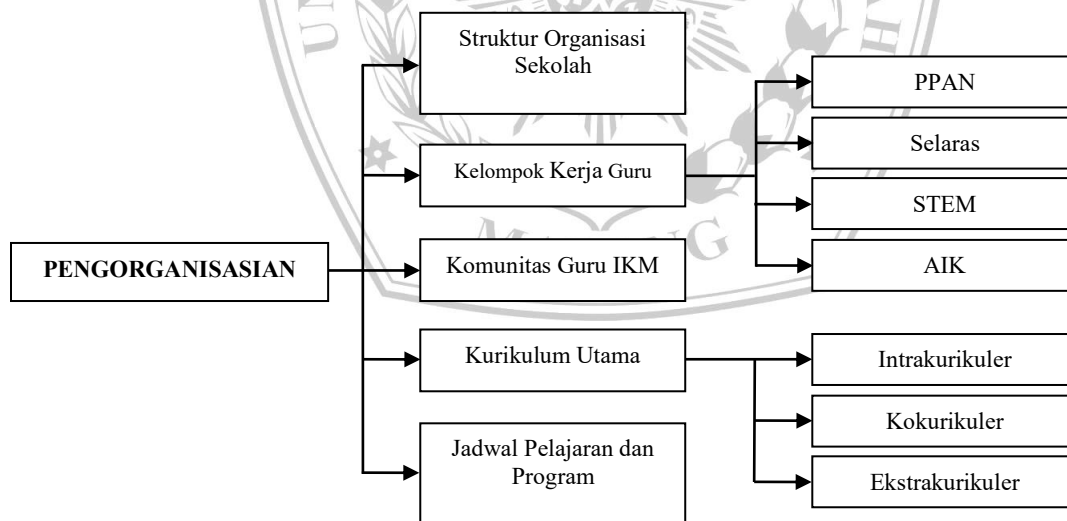 Struktur Organisasi
Sekolah
PPAN
Selaras
Kelompok Kerja Guru
STEM
PENGORGANISASIAN
Komunitas Guru IKM
AIK
Kurikulum Utama
Intrakurikuler
Kokurikuler
Jadwal Pelajaran dan
Program
Ekstrakurikuler